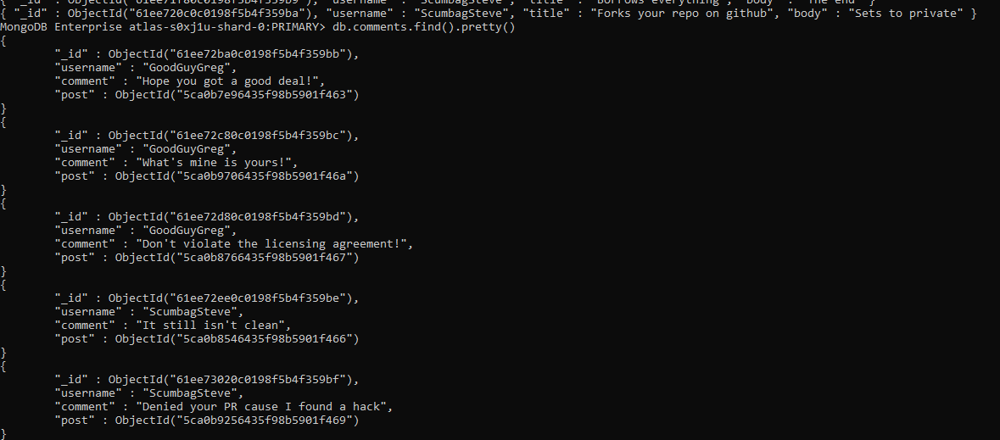 { "_id" : ObjectId("61ee71f80c0198f5b4f359b9"), "username" : "ScumbagSteve", "title" : "Borrows everything", "body" : "The end" }
{ "_id" : ObjectId("61ee720c0c0198f5b4f359ba"), "username" : "ScumbagSteve", "title" : "Forks your repo on github", "body" : "Sets to private" }
MongoDB Enterprise atlas-s0xj1u-shard-0:PRIMARY> db.comments.find().pretty()
{
        "_id" : ObjectId("61ee72ba0c0198f5b4f359bb"),
        "username" : "GoodGuyGreg",
        "comment" : "Hope you got a good deal!",
        "post" : ObjectId("5ca0b7e96435f98b5901f463")
}
{
        "_id" : ObjectId("61ee72c80c0198f5b4f359bc"),
        "username" : "GoodGuyGreg",
        "comment" : "What's mine is yours!",
        "post" : ObjectId("5ca0b9706435f98b5901f46a")
}
{
        "_id" : ObjectId("61ee72d80c0198f5b4f359bd"),
        "username" : "GoodGuyGreg",
        "comment" : "Don't violate the licensing agreement!",
        "post" : ObjectId("5ca0b8766435f98b5901f467")
}
{
        "_id" : ObjectId("61ee72ee0c0198f5b4f359be"),
        "username" : "ScumbagSteve",
        "comment" : "It still isn't clean",
        "post" : ObjectId("5ca0b8546435f98b5901f466")
}
{
        "_id" : ObjectId("61ee73020c0198f5b4f359bf"),
        "username" : "ScumbagSteve",
        "comment" : "Denied your PR cause I found a hack",
        "post" : ObjectId("5ca0b9256435f98b5901f469")
}